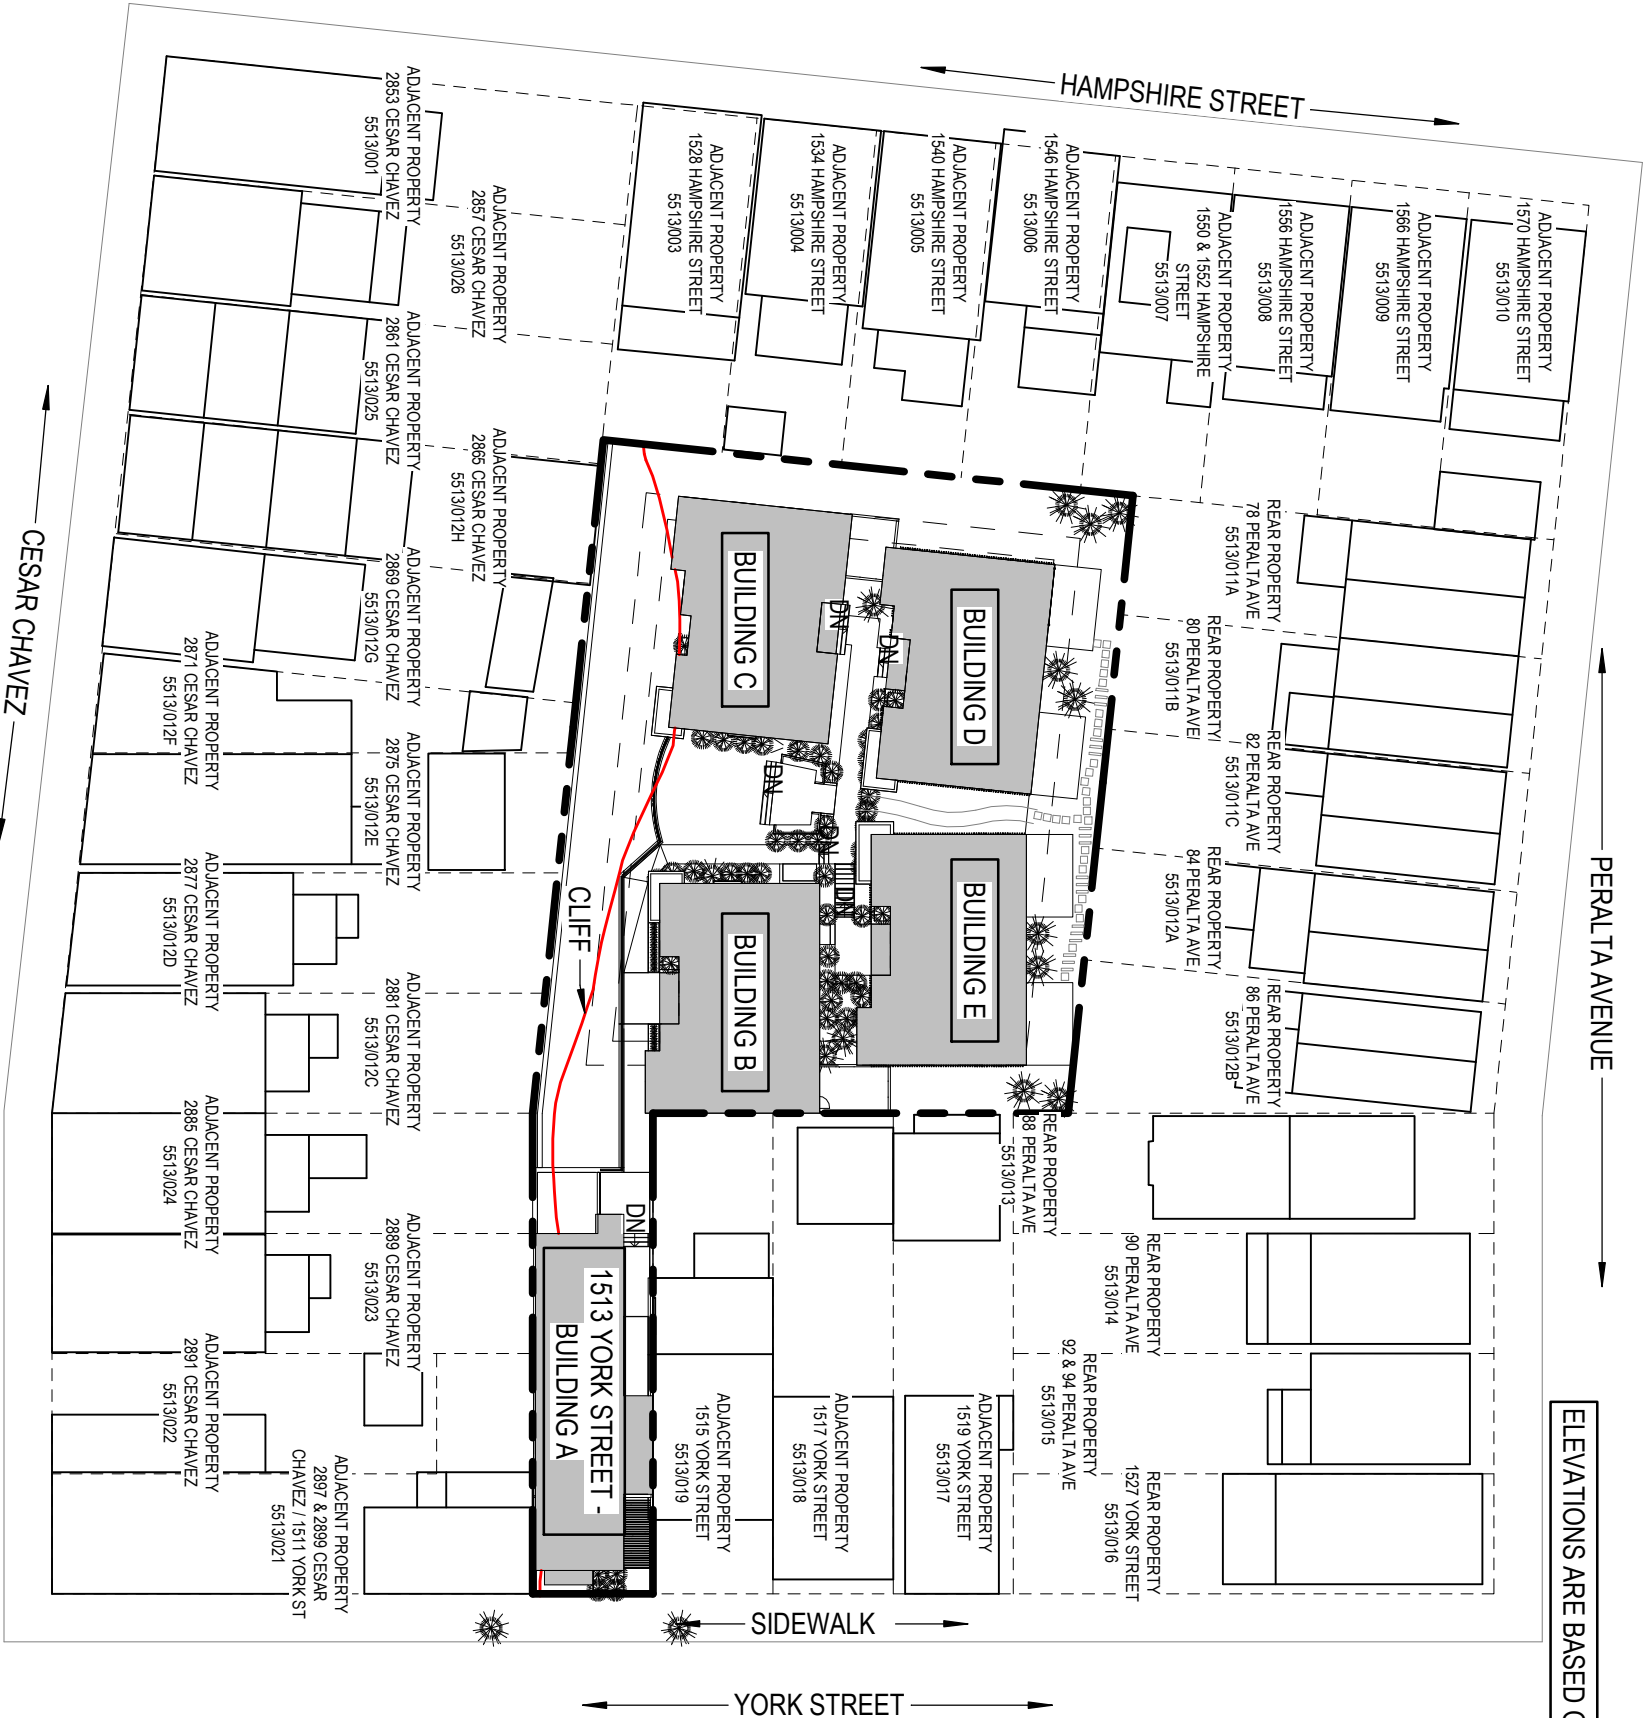 HAMPSHIRE STREET
ADJACENT PROPERTY
2853 CESAR CHAVEZ
5513/001
ADJACENT PROPERTY
2857 CESAR CHAVEZ
5513/026
ADJACENT PROPERTY
2861 CESAR CHAVEZ
5513/025
ADJACENT PROPERTY
2865 CESAR CHAVEZ
5513/012H
ADJACENT PROPERTY
2869 CESAR CHAVEZ
5513/012G
ADJACENT PROPERTY
2871 CESAR CHAVEZ
5513/012F
ADJACENT PROPERTY
2875 CESAR CHAVEZ
5513/012E
ADJACENT PROPERTY
2877 CESAR CHAVEZ
5513/012D
ADJACENT PROPERTY
2881 CESAR CHAVEZ
5513/012C
ADJACENT PROPERTY
2885 CESAR CHAVEZ
5513/024
ADJACENT PROPERTY
2889 CESAR CHAVEZ
5513/023
ADJACENT PROPERTY
2891 CESAR CHAVEZ
5513/022
ADJACENT PROPERTY
2897 & 2899 CESAR
CHAVEZ / 1511 YORK ST
5513/021
CESAR CHAVEZ
ADJACENT PROPERTY
1528 HAMPSHIRE STREET
5513/003
ADJACENT PROPERTY
1534 HAMPSHIRE STREET
5513/004
ADJACENT PROPERTY
1540 HAMPSHIRE STREET
5513/005
ADJACENT PROPERTY
1546 HAMPSHIRE STREET
5513/006
ADJACENT PROPERTY
1550 & 1552 HAMPSHIRE
STREET
5513/007
ADJACENT PROPERTY
1556 HAMPSHIRE STREET
5513/008
ADJACENT PROPERTY
1566 HAMPSHIRE STREET
5513/009
ADJACENT PROPERTY
1570 HAMPSHIRE STREET
5513/010
REAR PROPERTY
78 PERALTA AVE
5513/011A
REAR PROPERTY
80 PERALTA AVE
5513/011B
REAR PROPERTY
82 PERALTA AVE
5513/011C
REAR PROPERTY
84 PERALTA AVE
5513/012A
REAR PROPERTY
86 PERALTA AVE
5513/012B
REAR PROPERTY
88 PERALTA AVE
5513/013
REAR PROPERTY
90 PERALTA AVE
5513/014
REAR PROPERTY
92 & 94 PERALTA AVE
5513/015
REAR PROPERTY
1527 YORK STREET
5513/016
PERALTA AVENUE
BUILDING C
BUILDING D
BUILDING B
BUILDING E
DN
DN
DN
DN
DN
DN
CLIFF
1513 YORK STREET -
BUILDING A
ADJACENT PROPERTY
1515 YORK STREET
5513/019
ADJACENT PROPERTY
1517 YORK STREET
5513/018
ADJACENT PROPERTY
1519 YORK STREET
5513/017
SIDEWALK
YORK STREET
ELEVATIONS ARE BASED